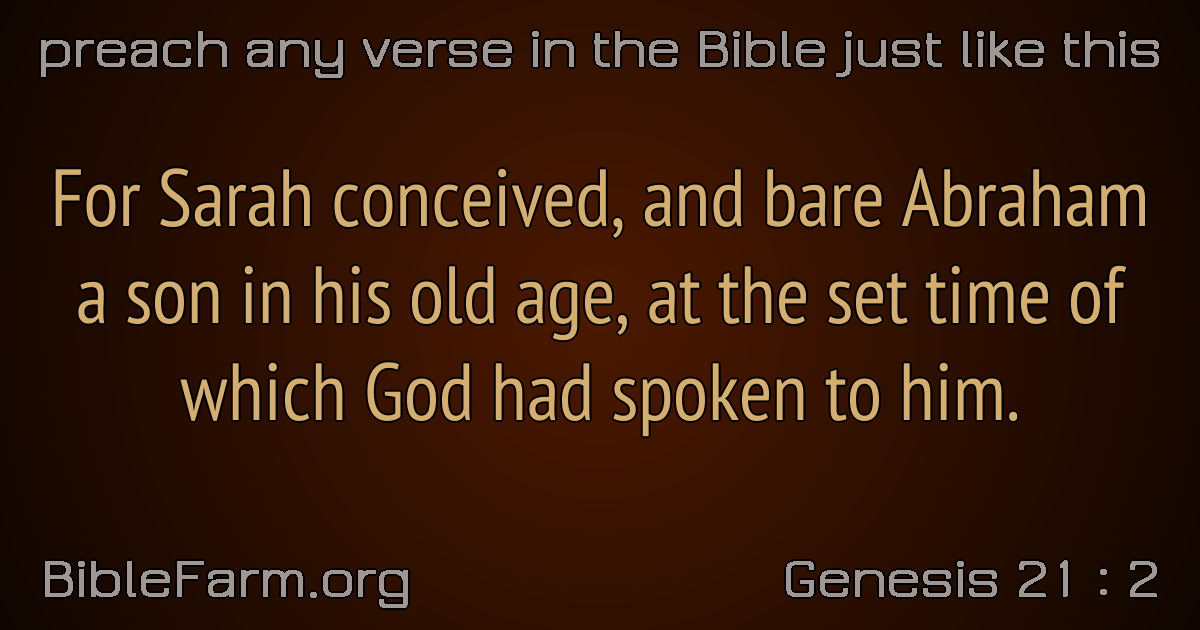 preach any verse in the Bible just like this
For Sarah conceived, and bare Abraham
a son in his old age, at the set time of
which God had spoken to him.
BibleFarm.org
Genesis 21 : 2